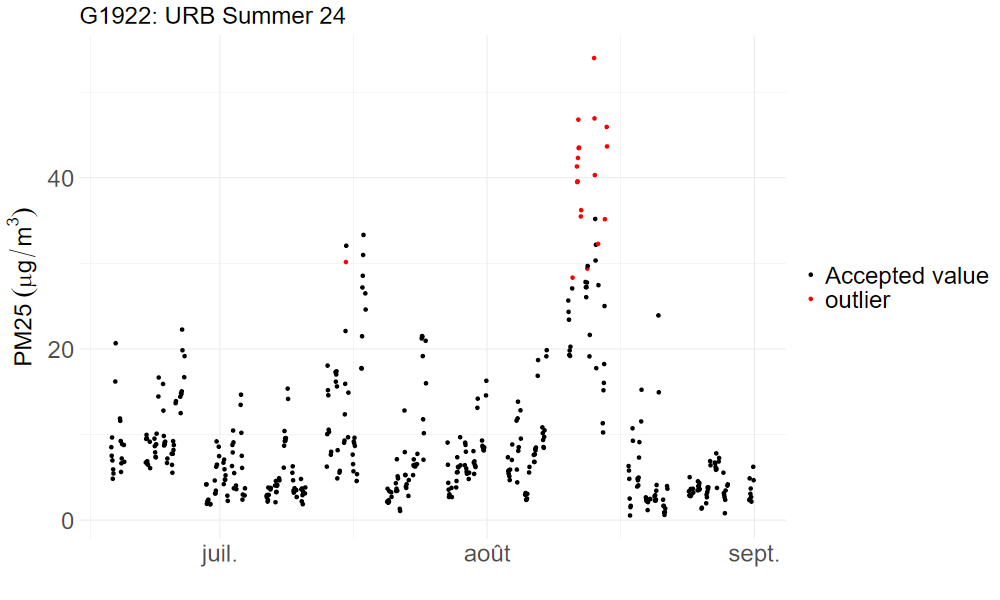 G1922: URB Summer 24
PM25 (μg/m³)
40
20
0
juil.
août
sept.
Accepted value
outlier